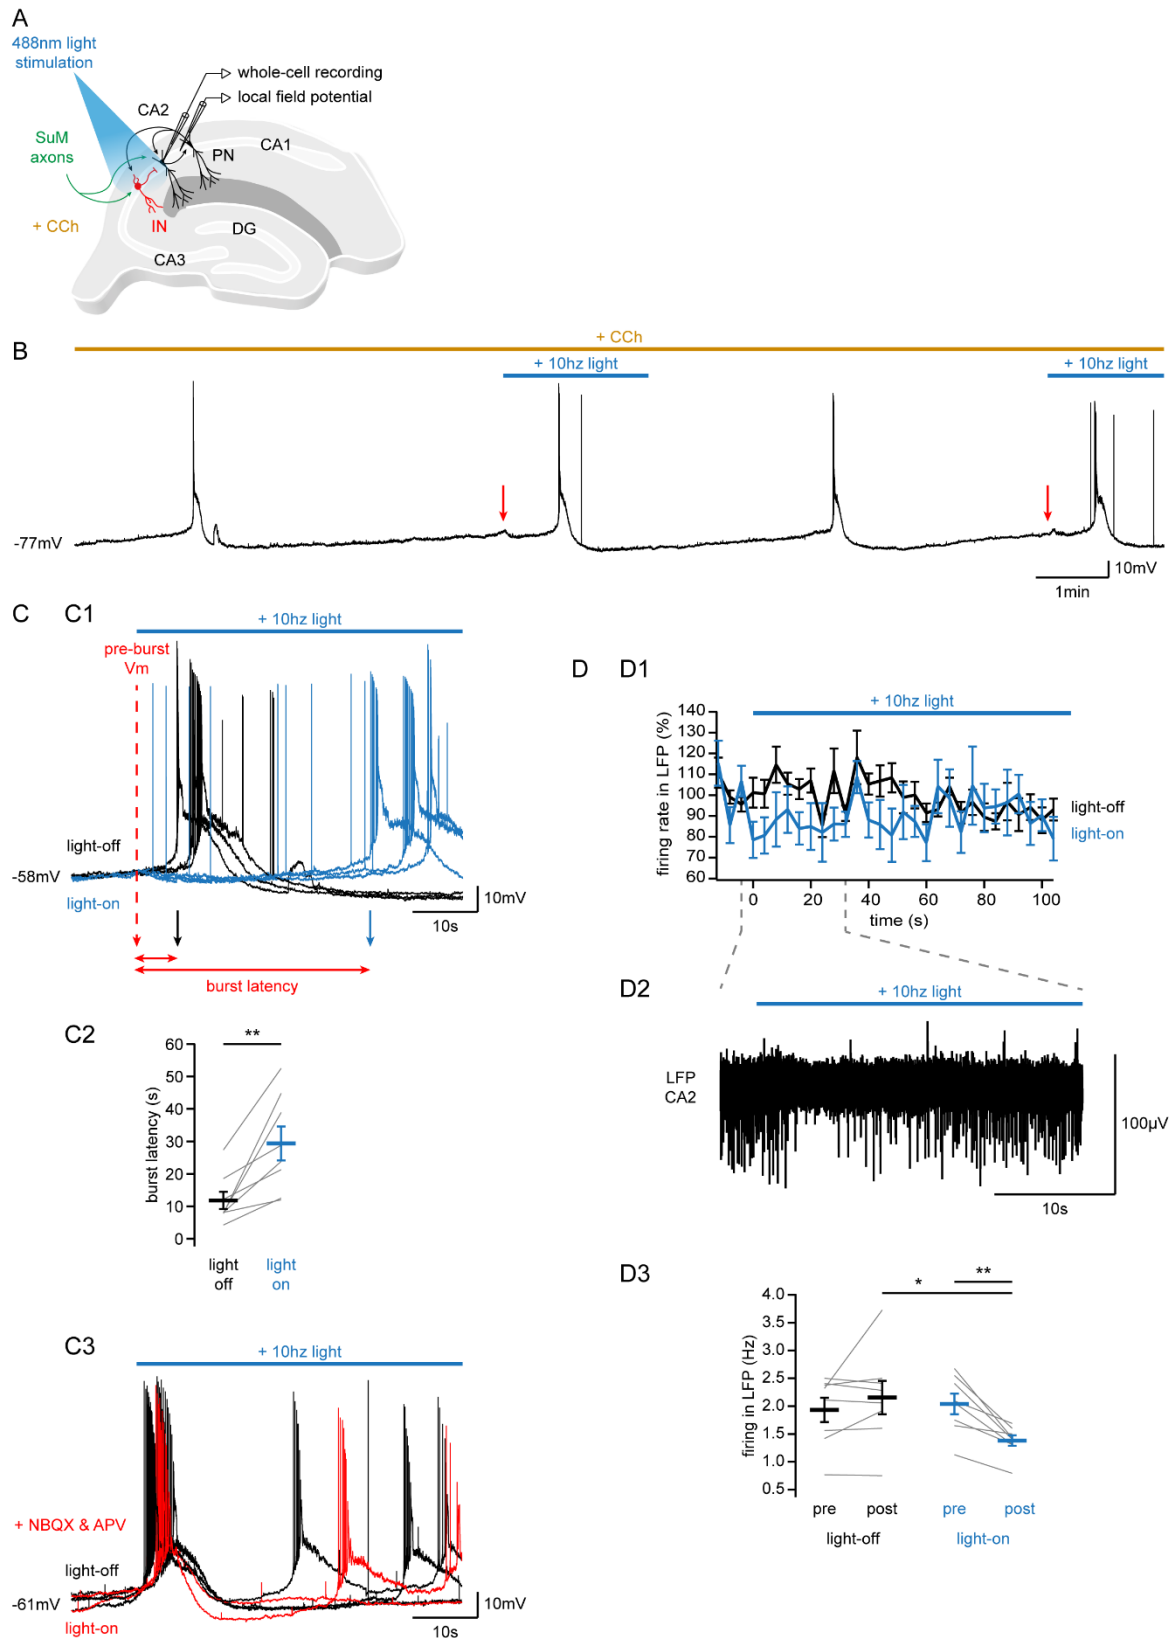 A
488nm light
stimulation
whole-cell recording
local field potential
CA2
SuM
axons
PN
CA1
+ CCh
IN
DG
CA3
B
+ CCh
+ 10hz light
+ 10hz light
-77mV
10mV
1min
C
C1
+ 10hz light
pre-burst
Vm
light-off
-58mV
light-on
10mV
10s
burst latency
C2
**
60
50
40
30
20
10
0
burst latency (s)
light
off
light
on
C3
+ 10hz light
+ NBQX & APV
light-off
-61mV
light-on
10mV
10s
D
D1
+ 10hz light
140
130
120
110
100
90
80
70
60
firing rate in LFP (%)
light-off
light-on
0
20
40
60
80
100
time (s)
D2
+ 10hz light
LFP
CA2
100µV
10s
D3
*
**
4.0
3.5
3.0
2.5
2.0
1.5
1.0
0.5
firing in LFP (Hz)
pre
post
pre
post
light-off
light-on